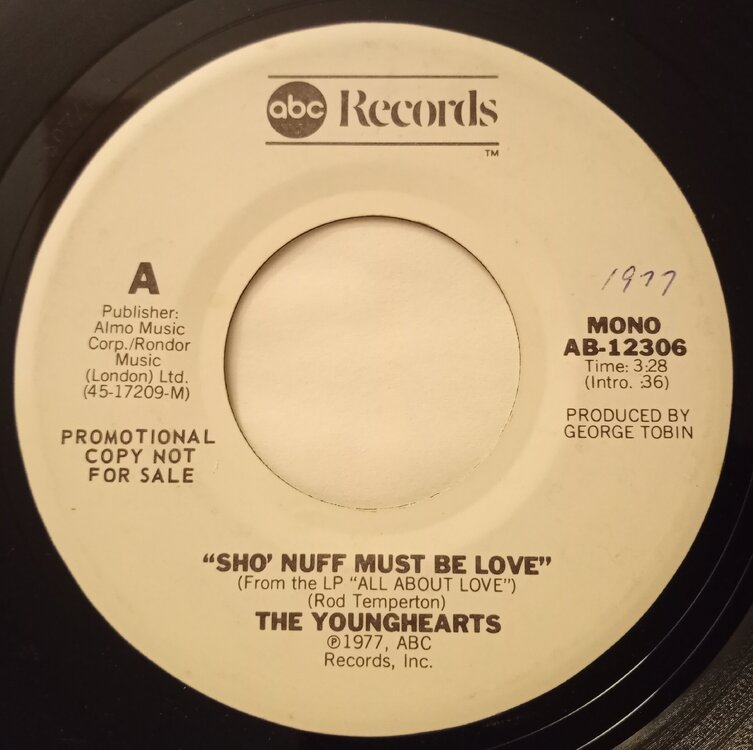 abc Records
TM
A
Publisher:
Almo Music
Corp./Rondor
Music
(London) Ltd.
(45-17209-M)
PROMOTIONAL
COPY NOT
FOR SALE
1977
MONO
AB-12306
Time: 3:28
(Intro. :36)
PRODUCED BY
GEORGE TOBIN
"SHO' NUFF MUST BE LOVE"
(From the LP "ALL ABOUT LOVE")
(Rod Temperton)
THE YOUNGHEARTS
℗1977, ABC
Records, Inc.